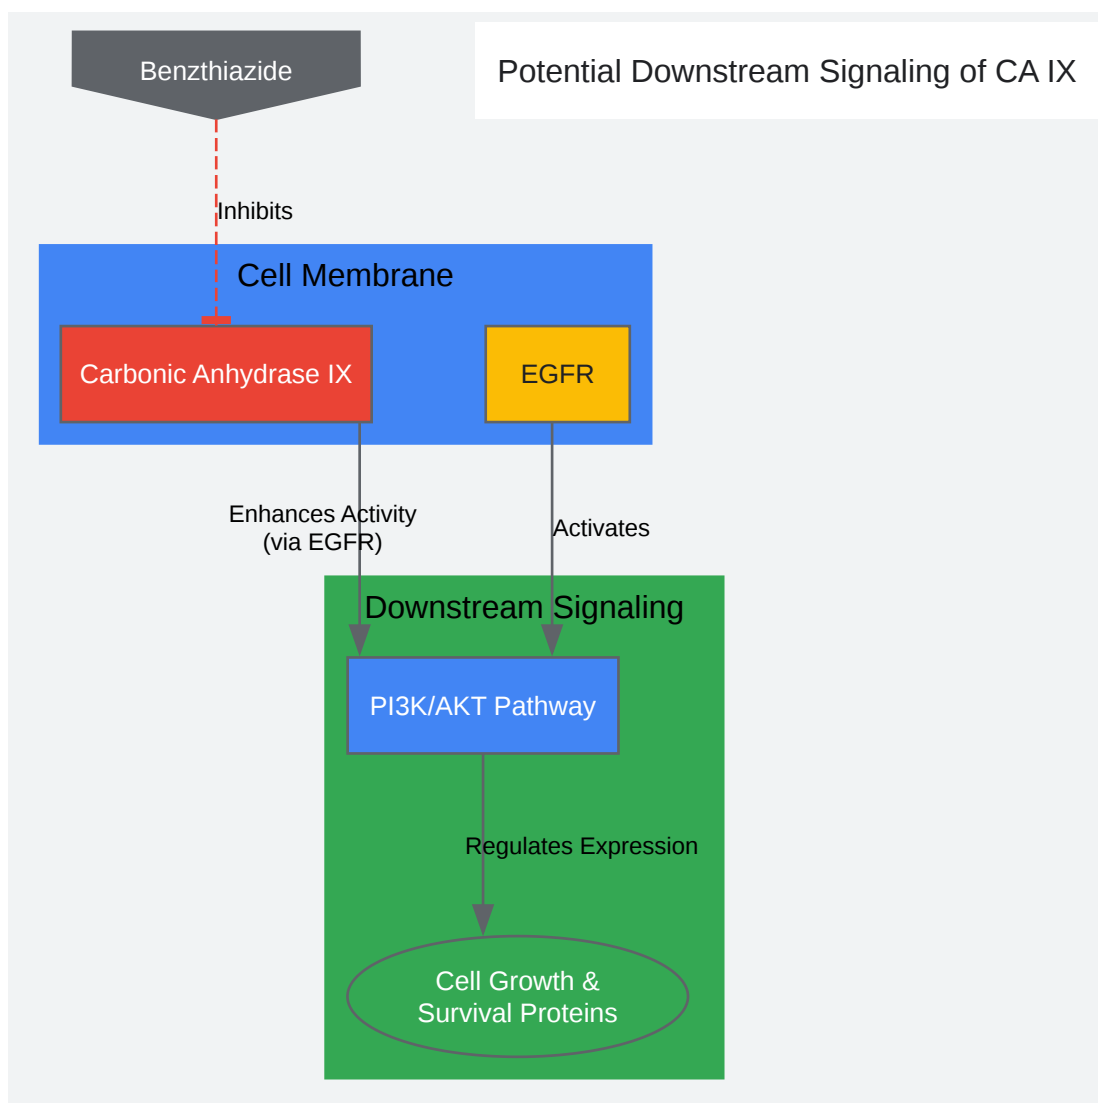 Benzthiazide
Potential Downstream Signaling of CA IX
Inhibits
Cell Membrane
Carbonic Anhydrase IX
EGFR
Enhances Activity
(via EGFR)
Activates
Downstream Signaling
PI3K/AKT Pathway
Regulates Expression
Cell Growth &
Survival Proteins